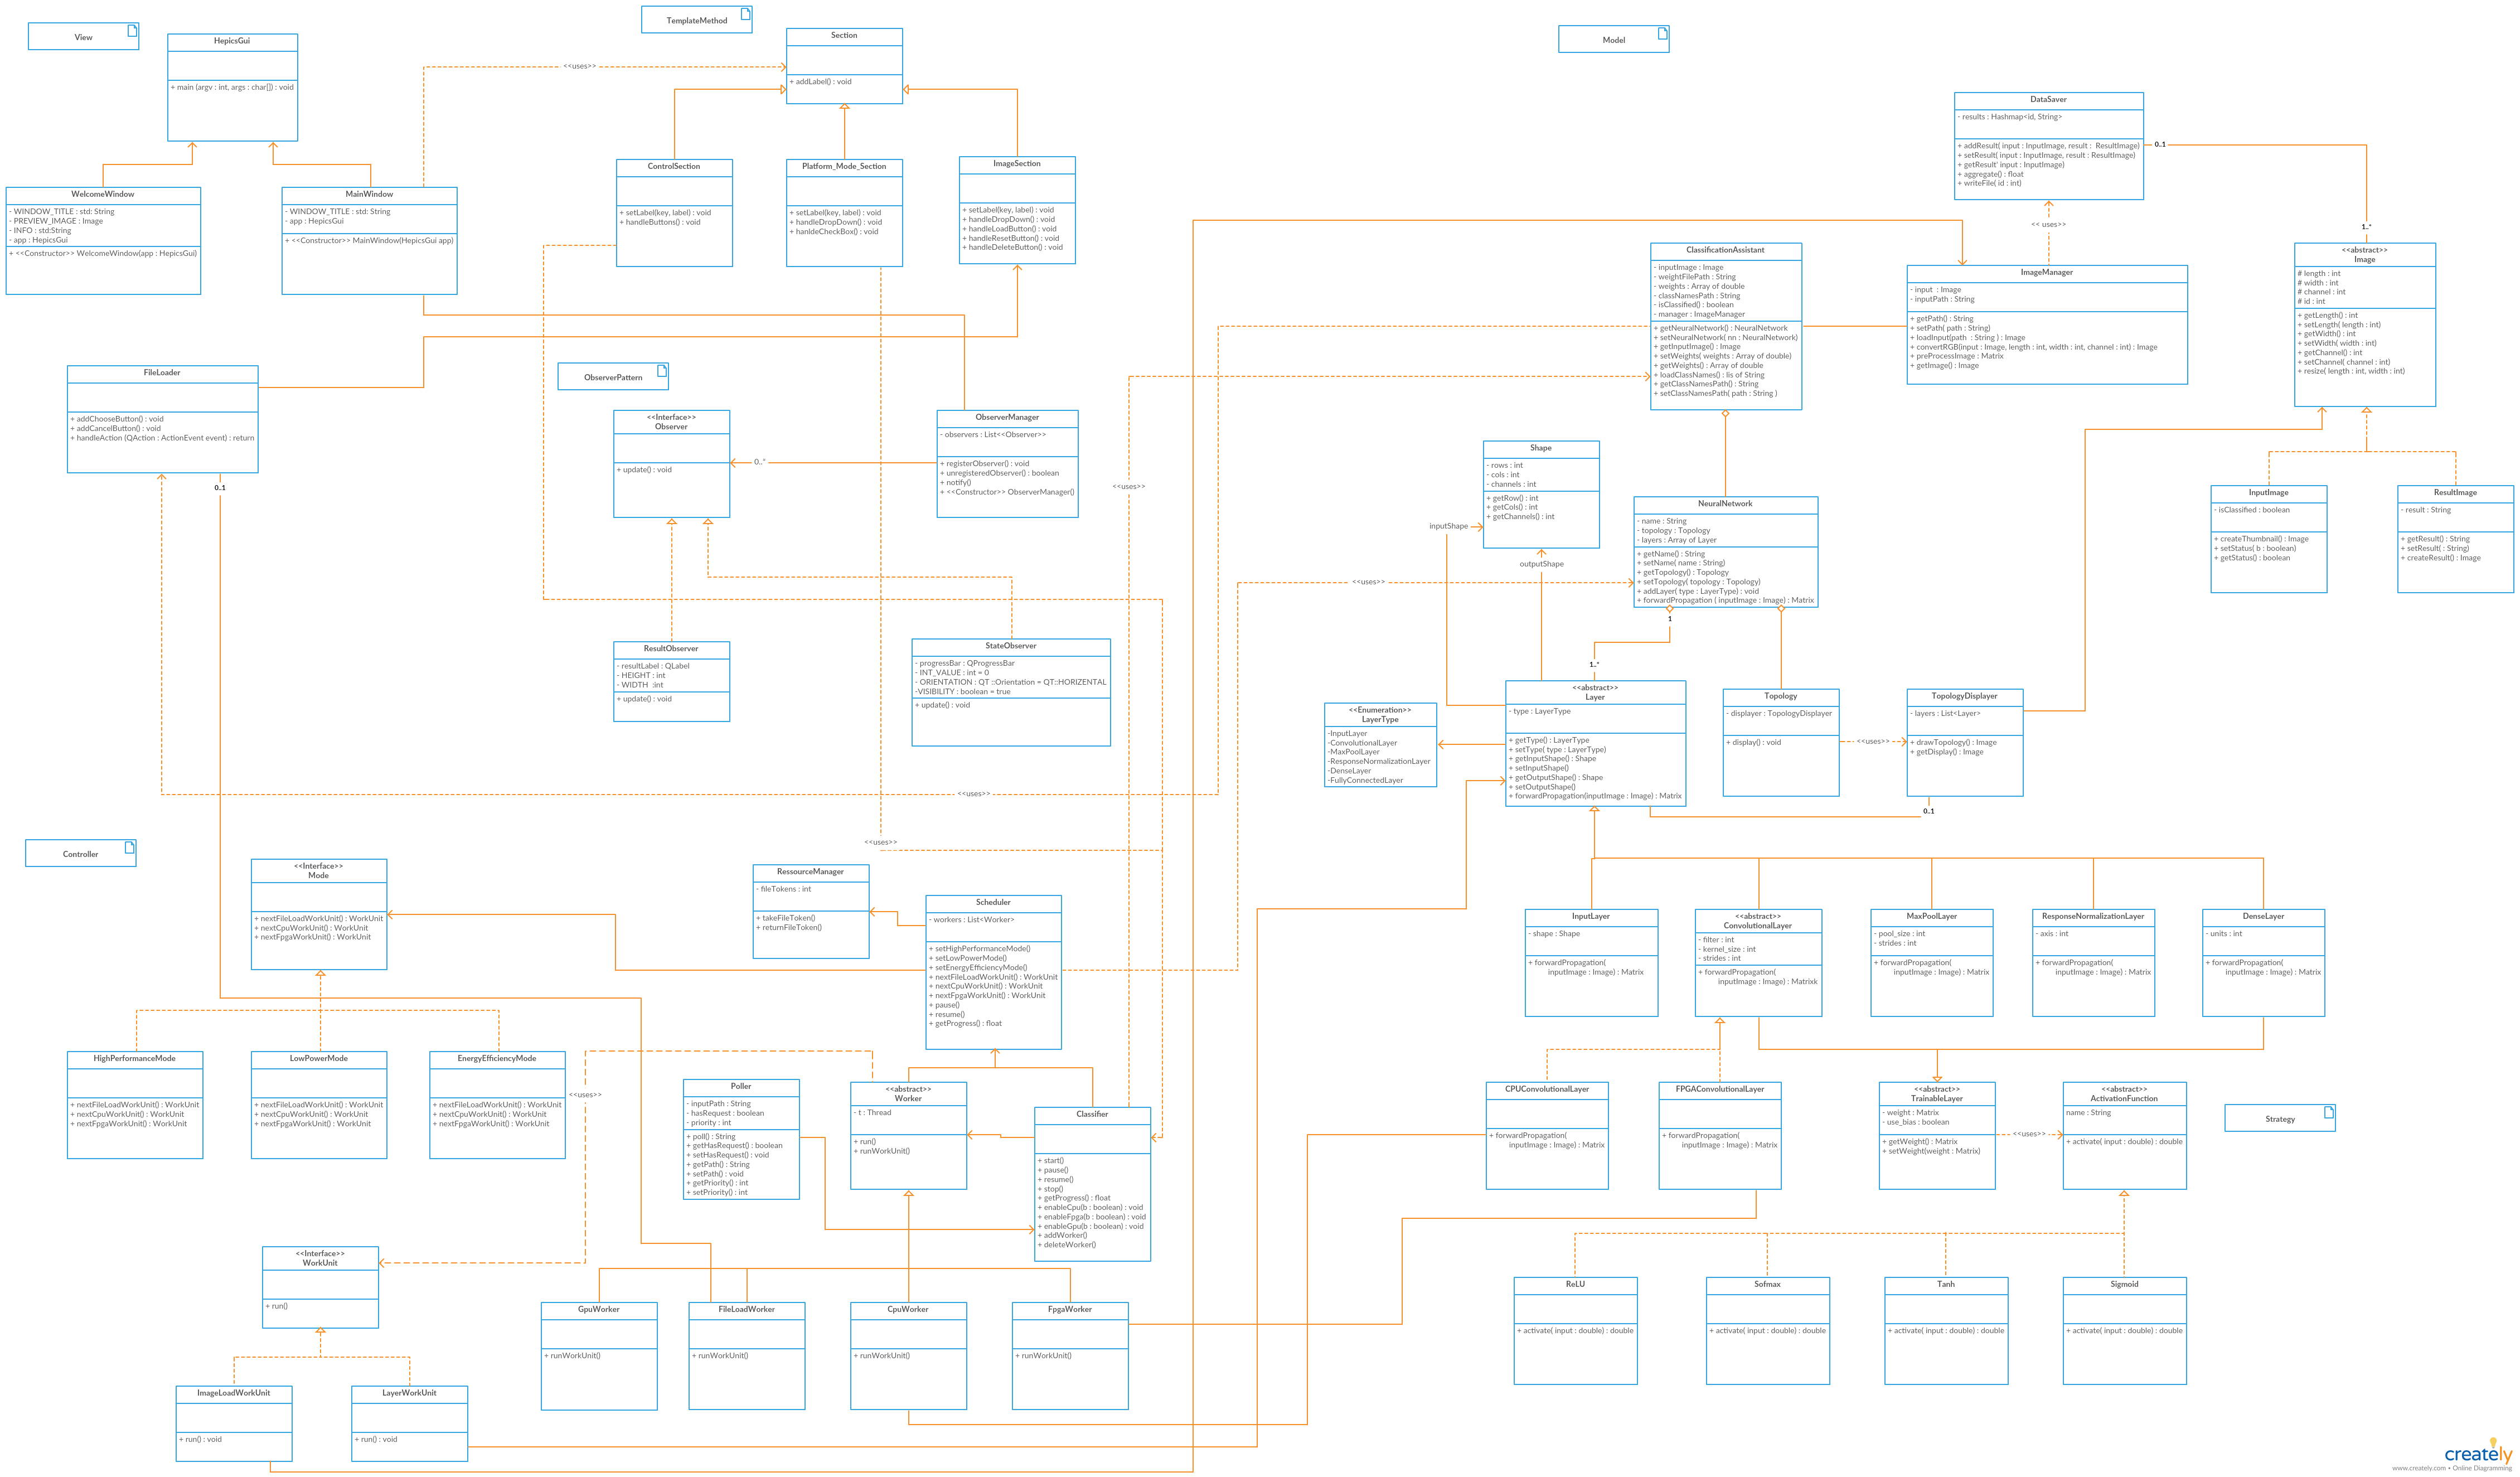 View
HepicsGui
+ main (argv : int, args : char[]) : void
WelcomeWindow
- WINDOW_TITLE : std: String
- PREVIEW_IMAGE : Image
- INFO : std:String
- app : HepicsGui
+ <<Constructor>> WelcomeWindow(app : HepicsGui)
MainWindow
- WINDOW_TITLE : std: String
- app : HepicsGui
+ <<Constructor>> MainWindow(HepicsGui app)
<<uses>>
TemplateMethod
Section
+ addLabel() : void
ControlSection
+ setLabel(key, label) : void
+ handleButtons() : void
Platform_Mode_Section
+ setLabel(key, label) : void
+ handleDropDown() : void
+ hanldeCheckBox() : void
ImageSection
+ setLabel(key, label) : void
+ handleDropDown() : void
+ handleLoadButton() : void
+ handleResetButton() : void
+ handleDeleteButton() : void
FileLoader
+ addChooseButton() : void
+ addCancelButton() : void
+ handleAction (QAction : ActionEvent event) : return
0..1
ObserverPattern
<<Interface>>
Observer
+ update() : void
0..*
ObserverManager
- observers : List<<Observer>>
+ registerObserver() : void
+ unregisteredObserver() : boolean
+ notify()
+ <<Constructor>> ObserverManager()
ResultObserver
- resultLabel : QLabel
- HEIGHT : int
- WIDTH  :int
+ update() : void
StateObserver
- progressBar : QProgressBar
- INT_VALUE : int = 0
- ORIENTATION : QT ::Orientation = QT::HORIZENTAL
-VISIBILITY : boolean = true
+ update() : void
<<uses>>
<<uses>>
<<uses>>
Model
DataSaver
- results : Hashmap<id, String>
+ addResult( input : InputImage, result :  ResultImage)
+ setResult( input : InputImage, result : ResultImage)
+ getResult' input : InputImage)
+ aggregate() : float
+ writeFile( id : int)
0..1
1..*
<< uses>>
ClassificationAssistant
- inputImage : Image
- weightFilePath : String
- weights : Array of double
- classNamesPath : String
- isClassified() : boolean
- manager : ImageManager
+ getNeuralNetwork() : NeuralNetwork
+ setNeuralNetwork( nn : NeuralNetwork)
+ getInputImage() : Image
+ setWeights( weights : Array of double)
+ getWeights() : Array of double
+ loadClassNames() : lis of String
+ getClassNamesPath() : String
+ setClassNamesPath( path : String )
ImageManager
- input  : Image
- inputPath : String
+ getPath() : String
+ setPath( path : String)
+ loadInput(path  : String ) : Image
+ convertRGB(input : Image, length : int, width : int, channel : int) : Image
+ preProcessImage : Matrix
+ getImage() : Image
<<abstract>>
Image
# length : int
# width : int
# channel : int
# id : int
+ getLength() : int
+ setLength( length : int)
+ getWidth() : int
+ setWidth( width : int)
+ getChannel() : int
+ setChannel( channel : int)
+ resize( length : int, width : int)
InputImage
- isClassified : boolean
+ createThumbnail() : Image
+ setStatus( b : boolean)
+ getStatus() : boolean
ResultImage
- result : String
+ getResult() : String
+ setResult( : String)
+ createResult() : Image
Shape
- rows : int
- cols : int
- channels : int
+ getRow() : int
+ getCols() : int
+ getChannels() : int
inputShape
outputShape
NeuralNetwork
- name : String
- topology : Topology
- layers : Array of Layer
+ getName() : String
+ setName( name : String)
+ getTopology() : Topology
+ setTopology( topology : Topology)
+ addLayer( type : LayerType) : void
+ forwardPropagation ( inputImage : Image) : Matrix
<<uses>>
1
1..*
<<Enumeration>>
LayerType
-InputLayer
-ConvolutionalLayer
-MaxPoolLayer
-ResponseNormalizationLayer
-DenseLayer
-FullyConnectedLayer
<<abstract>>
Layer
- type : LayerType
+ getType() : LayerType
+ setType( type : LayerType)
+ getInputShape() : Shape
+ setInputShape()
+ getOutputShape() : Shape
+ setOutputShape()
+ forwardPropagation(inputImage : Image) : Matrix
Topology
- displayer : TopologyDisplayer
+ display() : void
<<uses>>
TopologyDisplayer
- layers : List<Layer>
+ drawTopology() : Image
+ getDisplay() : Image
0..1
InputLayer
- shape : Shape
+ forwardPropagation(
inputImage : Image) : Matrix
<<abstract>>
ConvolutionalLayer
- filter : int
- kernel_size : int
- strides : int
+ forwardPropagation(
inputImage : Image) : Matrixk
MaxPoolLayer
- pool_size : int
- strides : int
+ forwardPropagation(
inputImage : Image) : Matrix
ResponseNormalizationLayer
- axis : int
+ forwardPropagation(
inputImage : Image) : Matrix
DenseLayer
- units : int
+ forwardPropagation(
inputImage : Image) : Matrix
CPUConvolutionalLayer
+ forwardPropagation(
inputImage : Image) : Matrix
FPGAConvolutionalLayer
+ forwardPropagation(
inputImage : Image) : Matrix
<<abstract>>
TrainableLayer
- weight : Matrix
- use_bias : boolean
+ getWeight() : Matrix
+ setWeight(weight : Matrix)
<<uses>>
<<abstract>>
ActivationFunction
name : String
+ activate( input : double) : double
Strategy
ReLU
+ activate( input : double) : double
Sofmax
+ activate( input : double) : double
Tanh
+ activate( input : double) : double
Sigmoid
+ activate( input : double) : double
Controller
<<Interface>>
Mode
+ nextFileLoadWorkUnit() : WorkUnit
+ nextCpuWorkUnit() : WorkUnit
+ nextFpgaWorkUnit() : WorkUnit
HighPerformanceMode
+ nextFileLoadWorkUnit() : WorkUnit
+ nextCpuWorkUnit() : WorkUnit
+ nextFpgaWorkUnit() : WorkUnit
LowPowerMode
+ nextFileLoadWorkUnit() : WorkUnit
+ nextCpuWorkUnit() : WorkUnit
+ nextFpgaWorkUnit() : WorkUnit
EnergyEfficiencyMode
+ nextFileLoadWorkUnit() : WorkUnit
+ nextCpuWorkUnit() : WorkUnit
+ nextFpgaWorkUnit() : WorkUnit
<<uses>>
RessourceManager
- fileTokens : int
+ takeFileToken()
+ returnFileToken()
Scheduler
- workers : List<Worker>
+ setHighPerformanceMode()
+ setLowPowerMode()
+ setEnergyEfficiencyMode()
+ nextFileLoadWorkUnit() : WorkUnit
+ nextCpuWorkUnit() : WorkUnit
+ nextFpgaWorkUnit() : WorkUnit
+ pause()
+ resume()
+ getProgress() : float
Poller
- inputPath : String
- hasRequest : boolean
- priority : int
+ poll() : String
+ getHasRequest() : boolean
+ setHasRequest() : void
+ getPath() : String
+ setPath() : void
+ getPriority() : int
+ setPriority() : int
<<abstract>>
Worker
- t : Thread
+ run()
+ runWorkUnit()
Classifier
+ start()
+ pause()
+ resume()
+ stop()
+ getProgress() : float
+ enableCpu(b : boolean) : void
+ enableFpga(b : boolean) : void
+ enableGpu(b : boolean) : void
+ addWorker()
+ deleteWorker()
<<Interface>>
WorkUnit
+ run()
GpuWorker
+ runWorkUnit()
FileLoadWorker
+ runWorkUnit()
CpuWorker
+ runWorkUnit()
FpgaWorker
+ runWorkUnit()
ImageLoadWorkUnit
+ run() : void
LayerWorkUnit
+ run() : void
creately
www.creately.com • Online Diagramming